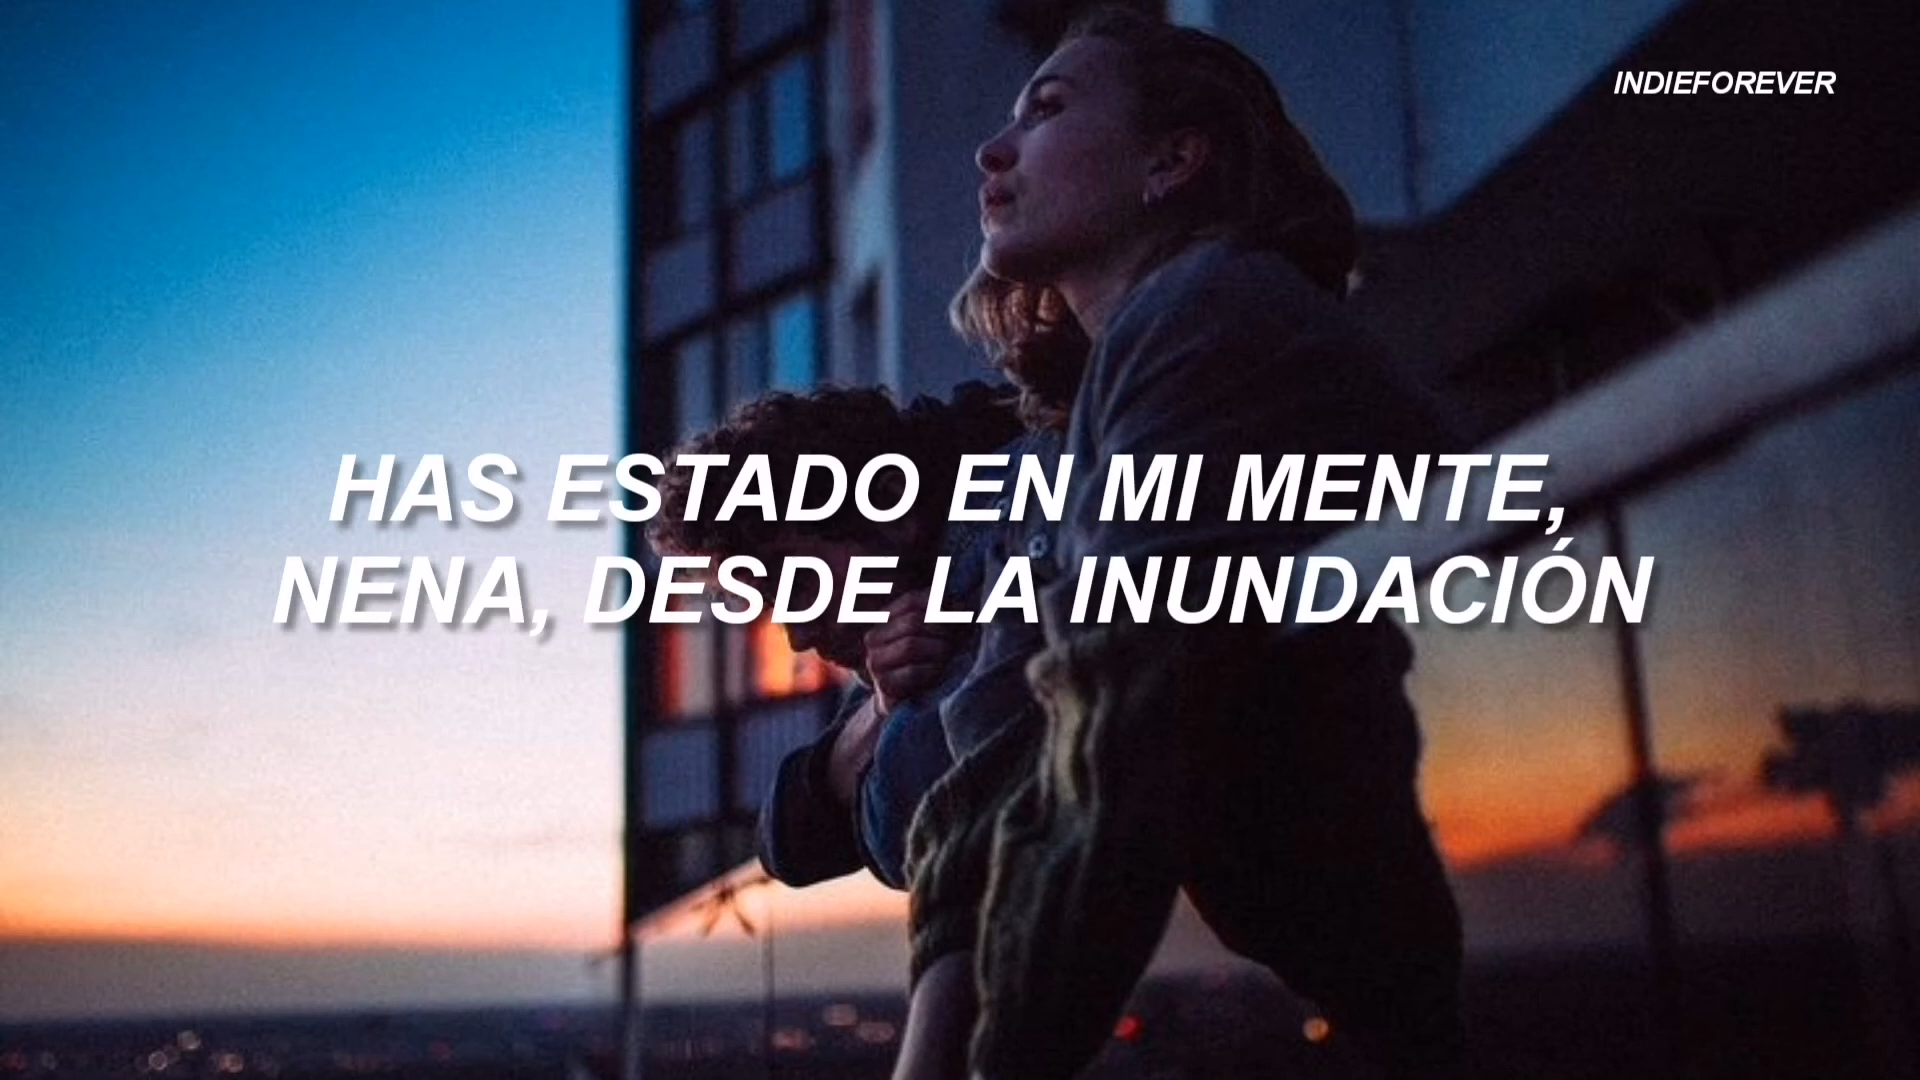 INDIEFOREVER
HAS ESTADO EN MI MENTE,
NENA, DESDE LA INUNDACIÓN